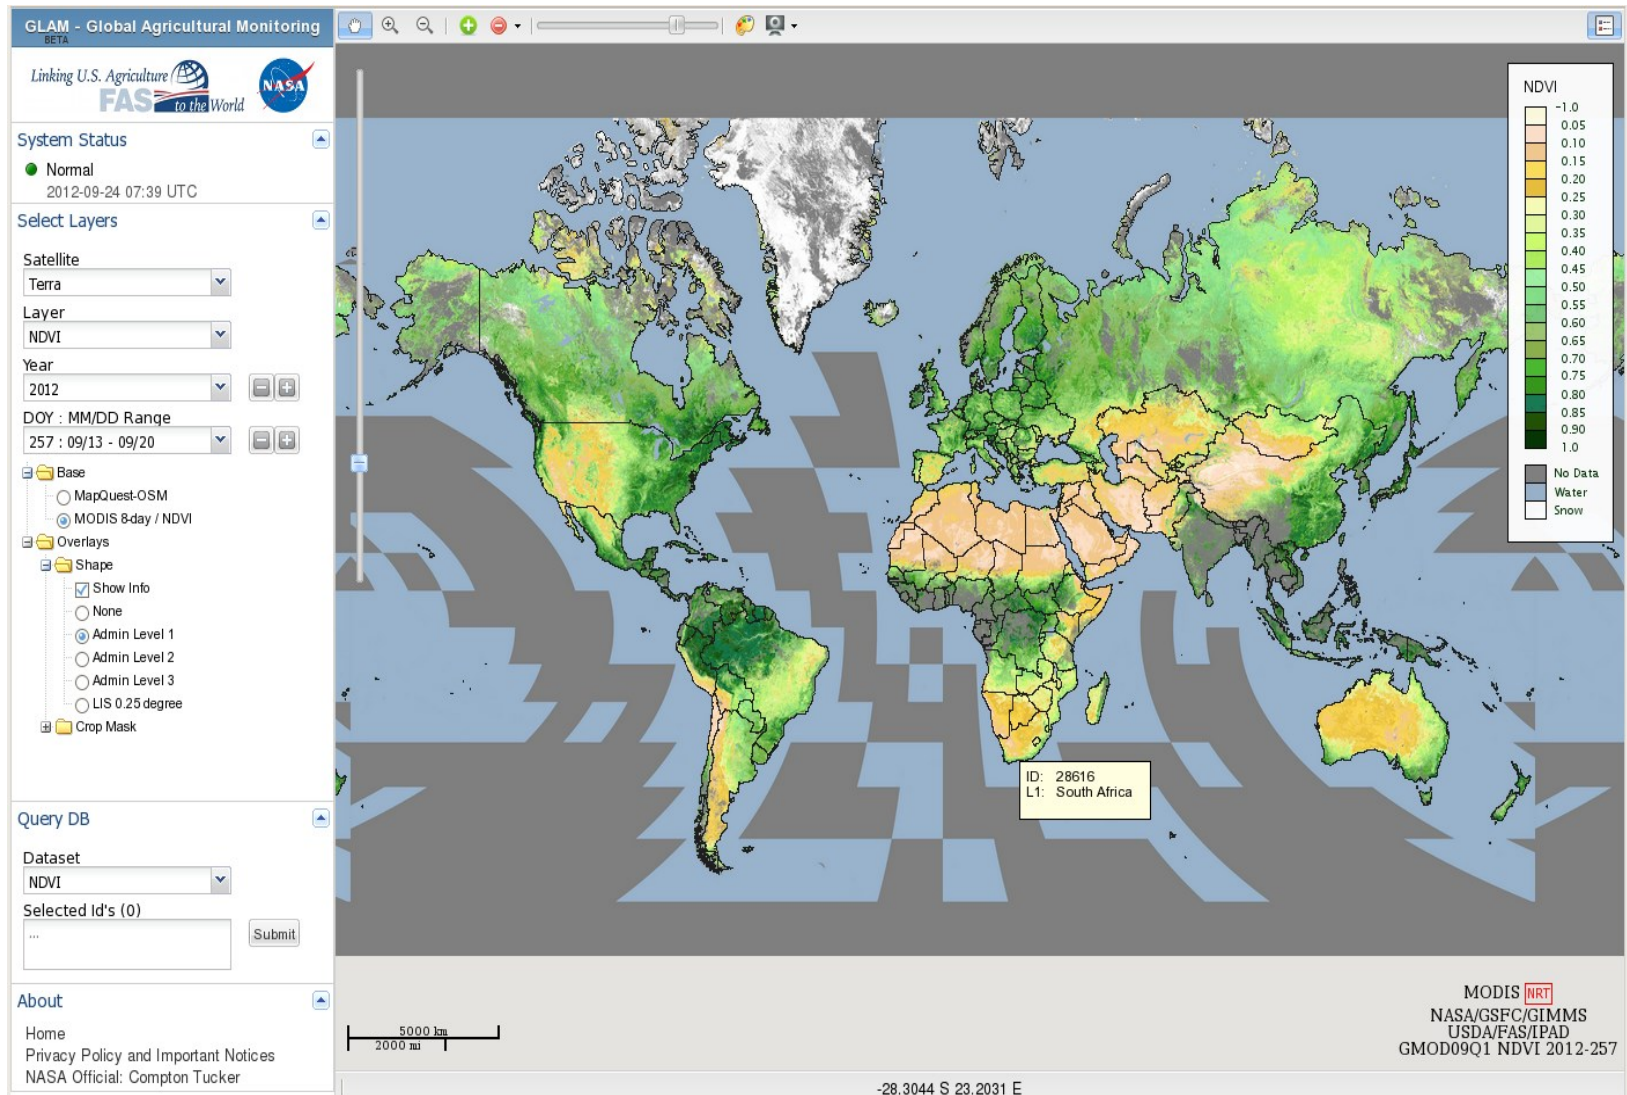 GLAM - Global Agricultural Monitoring
BETA
Linking U.S. Agriculture
FAS to the World
NASA
System Status
Normal
2012-09-24 07:39 UTC
Select Layers
Satellite
Terra
Layer
NDVI
Year
2012
DOY : MM/DD Range
257 : 09/13 - 09/20
Base
MapQuest-OSM
MODIS 8-day / NDVI
Overlays
Shape
Show Info
None
Admin Level 1
Admin Level 2
Admin Level 3
LIS 0.25 degree
Crop Mask
Query DB
Dataset
NDVI
Selected Id's (0)
...
Submit
About
Home
Privacy Policy and Important Notices
NASA Official: Compton Tucker
NDVI
-1.0
0.05
0.10
0.15
0.20
0.25
0.30
0.35
0.40
0.45
0.50
0.55
0.60
0.65
0.70
0.75
0.80
0.85
0.90
1.0
No Data
Water
Snow
ID: 28616
L1: South Africa
5000 km
2000 mi
MODIS NRT
NASA/GSFC/GIMMS
USDA/FAS/IPAD
GMOD09Q1 NDVI 2012-257
-28.3044 S 23.2031 E